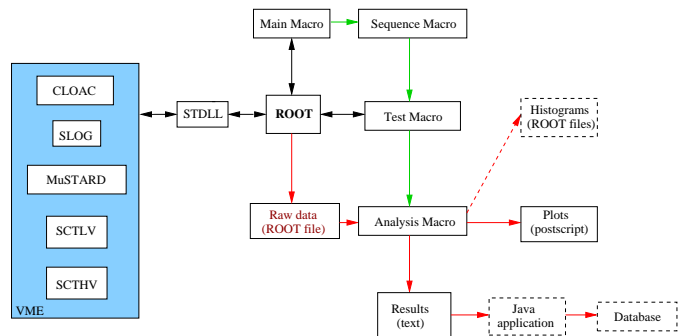 Main Macro
Sequence Macro
CLOAC
SLOG
MuSTARD
SCTLV
SCTHV
VME
STDLL
ROOT
Test Macro
Histograms
(ROOT files)
Raw data
(ROOT file)
Analysis Macro
Plots
(postscript)
Results
(text)
Java
application
Database